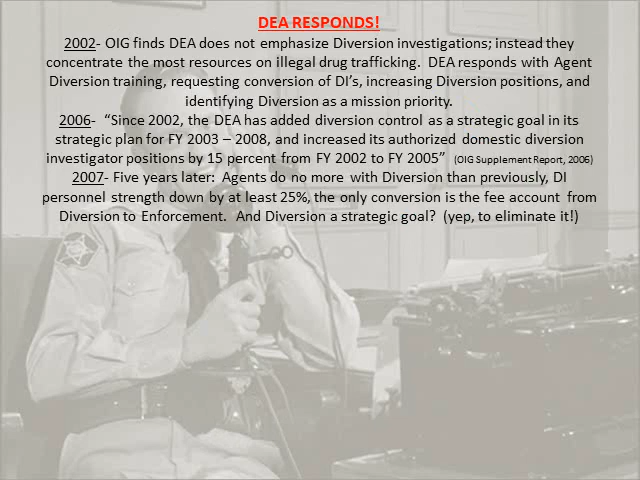 DEA RESPONDS!
2002- OIG finds DEA does not emphasize Diversion investigations; instead they
concentrate the most resources on illegal drug trafficking.  DEA responds with Agent
Diversion training, requesting conversion of DI's, increasing Diversion positions, and
identifying Diversion as a mission priority.
2006-  “Since 2002, the DEA has added diversion control as a strategic goal in its
strategic plan for FY 2003 – 2008, and increased its authorized domestic diversion
investigator positions by 15 percent from FY 2002 to FY 2005”  (OIG Supplement Report, 2006)
2007- Five years later:  Agents do no more with Diversion than previously, DI
personnel strength down by at least 25%, the only conversion is the fee account from
Diversion to Enforcement.  And Diversion a strategic goal?  (yep, to eliminate it!)